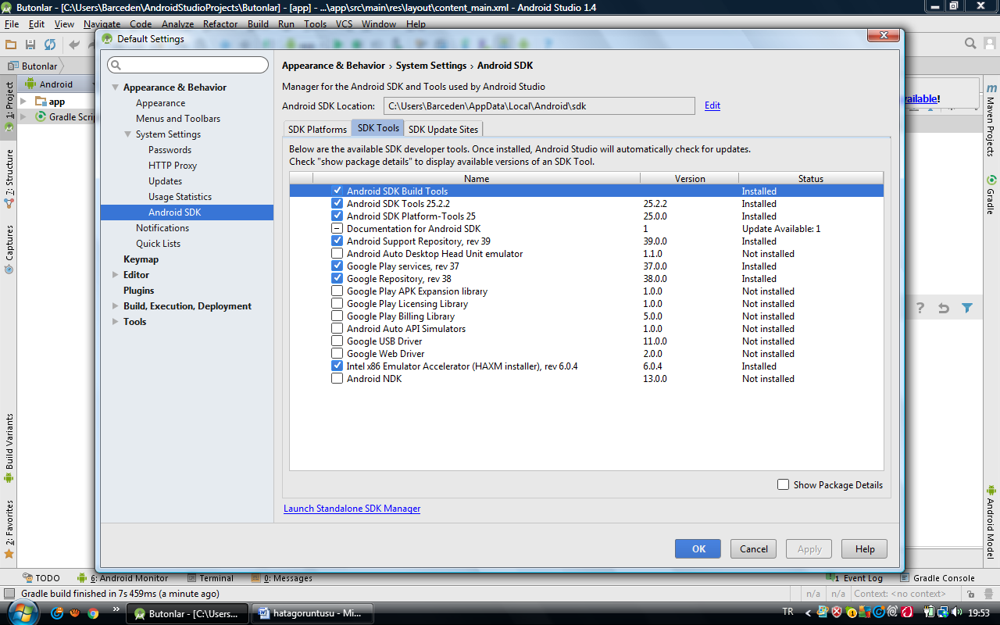 Butonlar - [C:\Users\Barceden\AndroidStudioProjects\Butonlar] - [app] - ...\app\src\main\res\layout\content_main.xml - Android Studio 1.4
File Edit View Navigate Code Analyze Refactor Build Run Tools VCS Window Help
Default Settings
Butonlar
Android
app
Gradle Scri
1: Project
7: Structure
Captures
Build Variants
2: Favorites
Appearance & Behavior
Appearance
Menus and Toolbars
System Settings
Passwords
HTTP Proxy
Updates
Usage Statistics
Android SDK
Notifications
Quick Lists
Keymap
Editor
Plugins
Build, Execution, Deployment
Tools
Appearance & Behavior › System Settings › Android SDK
Manager for the Android SDK and Tools used by Android Studio
Android SDK Location: C:\Users\Barceden\AppData\Local\Android\sdk Edit
SDK Platforms SDK Tools SDK Update Sites
Below are the available SDK developer tools. Once installed, Android Studio will automatically check for updates.
Check "show package details" to display available versions of an SDK Tool.
Name Version Status
Android SDK Build Tools Installed
Android SDK Tools 25.2.2 25.2.2 Installed
Android SDK Platform-Tools 25 25.0.0 Installed
Documentation for Android SDK 1 Update Available: 1
Android Support Repository, rev 39 39.0.0 Installed
Android Auto Desktop Head Unit emulator 1.1.0 Not installed
Google Play services, rev 37 37.0.0 Installed
Google Repository, rev 38 38.0.0 Installed
Google Play APK Expansion library 1.0.0 Not installed
Google Play Licensing Library 1.0.0 Not installed
Google Play Billing Library 5.0.0 Not installed
Android Auto API Simulators 1.0.0 Not installed
Google USB Driver 11.0.0 Not installed
Google Web Driver 2.0.0 Not installed
Intel x86 Emulator Accelerator (HAXM installer), rev 6.0.4 6.0.4 Installed
Android NDK 13.0.0 Not installed
Show Package Details
Launch Standalone SDK Manager
OK Cancel Apply Help
vailable!
Maven Projects
Gradle
Android Model
TODO 6: Android Monitor Terminal 0: Messages 1 Event Log Gradle Console
Gradle build finished in 7s 459ms (a minute ago) n/a n/a Context: <no context>
Butonlar - [C:\Users... hatagoruntusu - Mi... TR 19:53